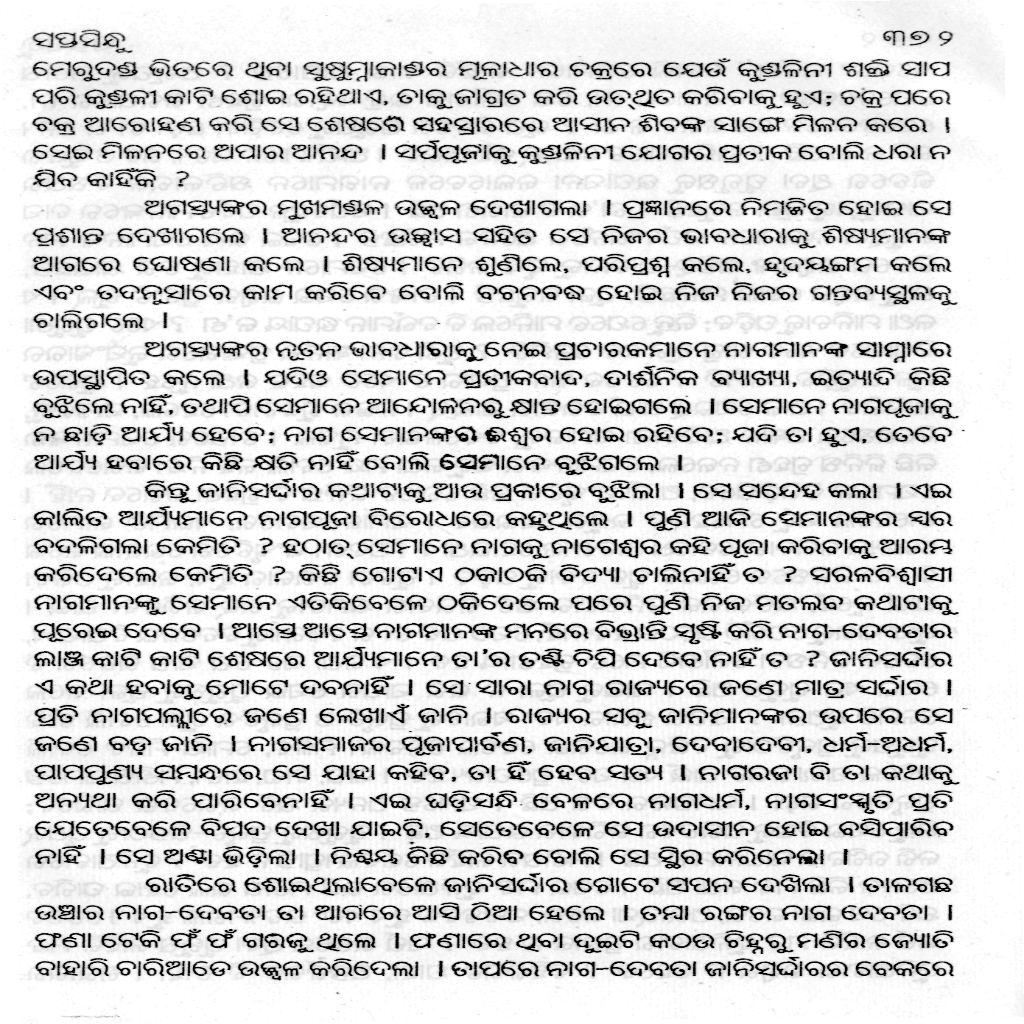 ସପ୍ତସିନ୍ଧୁ ୩୭୨
ମେରୁଦଣ୍ଡ ଭିତରେ ଥିବା ସୁଷୁମ୍ନାକାଣ୍ଡର ମୂଳାଧାର ଚକ୍ରରେ ଯେଉଁ କୁଣ୍ଡଳିନୀ ଶକ୍ତି ସାପ
ପରି କୁଣ୍ଡଳୀ କାଟି ଶୋଇ ରହିଥାଏ, ତାକୁ ଜାଗ୍ରତ କରି ଉତ୍‌ଥିତ କରିବାକୁ ହୁଏ; ଚକ୍ର ପରେ
ଚକ୍ର ଆରୋହଣ କରି ସେ ଶେଷରେ ସହସ୍ରାରରେ ଆସୀନ ଶିବଙ୍କ ସାଙ୍ଗେ ମିଳନ କରେ ।
ସେଇ ମିଳନରେ ଅପାର ଆନନ୍ଦ । ସର୍ପପୂଜାକୁ କୁଣ୍ଡଳିନୀ ଯୋଗର ପ୍ରତୀକ ବୋଲି ଧରା ନ
ଯିବ କାହିଁକି ?
ଅଗସ୍ତ୍ୟଙ୍କର ମୁଖମଣ୍ଡଳ ଉଜ୍ଜ୍ୱଳ ଦେଖାଗଲା । ପ୍ରଜ୍ଞାନରେ ନିମଜ୍ଜିତ ହୋଇ ସେ
ପ୍ରଶାନ୍ତ ଦେଖାଗଲେ । ଆନନ୍ଦର ଉଚ୍ଛ୍ୱାସ ସହିତ ସେ ନିଜର ଭାବଧାରାକୁ ଶିଷ୍ୟମାନଙ୍କ
ଆଗରେ ଘୋଷଣା କଲେ । ଶିଷ୍ୟମାନେ ଶୁଣିଲେ, ପରିପ୍ରଶ୍ନ କଲେ, ହୃଦୟଙ୍ଗମ କଲେ
ଏବଂ ତଦନୁସାରେ କାମ କରିବେ ବୋଲି ବଚନବଦ୍ଧ ହୋଇ ନିଜ ନିଜର ଗନ୍ତବ୍ୟସ୍ଥଳକୁ
ଚାଲିଗଲେ ।
ଅଗସ୍ତ୍ୟଙ୍କର ନୂତନ ଭାବଧାରାକୁ ନେଇ ପ୍ରଚାରକମାନେ ନାଗମାନଙ୍କ ସାମ୍ନାରେ
ଉପସ୍ଥାପିତ କଲେ । ଯଦିଓ ସେମାନେ ପ୍ରତୀକବାଦ, ଦାର୍ଶନିକ ବ୍ୟାଖ୍ୟା, ଇତ୍ୟାଦି କିଛି
ବୁଝିଲେ ନାହିଁ, ତଥାପି ସେମାନେ ଆନ୍ଦୋଳନରୁ କ୍ଷାନ୍ତ ହୋଇଗଲେ । ସେମାନେ ନାଗପୂଜାକୁ
ନ ଛାଡ଼ି ଆର୍ଯ୍ୟ ହେବେ; ନାଗ ସେମାନଙ୍କର ଈଶ୍ୱର ହୋଇ ରହିବେ; ଯଦି ତା ହୁଏ, ତେବେ
ଆର୍ଯ୍ୟ ହବାରେ କିଛି କ୍ଷତି ନାହିଁ ବୋଲି ସେମାନେ ବୁଝିଗଲେ ।
କିନ୍ତୁ ଜାନିସର୍ଦ୍ଦାର କଥାଟାକୁ ଆଉ ପ୍ରକାରେ ବୁଝିଲା । ସେ ସନ୍ଦେହ କଲା । ଏଇ
କାଲିତ ଆର୍ଯ୍ୟମାନେ ନାଗପୂଜା ବିରୋଧରେ କହୁଥିଲେ । ପୁଣି ଆଜି ସେମାନଙ୍କର ସ୍ୱର
ବଦଳିଗଲା କେମିତି ? ହଠାତ୍ ସେମାନେ ନାଗକୁ ନାଗେଶ୍ୱର କହି ପୂଜା କରିବାକୁ ଆରମ୍ଭ
କରିଦେଲେ କେମିତି ? କିଛି ଗୋଟାଏ ଠକାଠକି ବିଦ୍ୟା ଚାଲିନାହିଁ ତ ? ସରଳବିଶ୍ୱାସୀ
ନାଗମାନଙ୍କୁ ସେମାନେ ଏତିକିବେଳେ ଠକିଦେଲେ ପରେ ପୁଣି ନିଜ ମତଲବ କଥାଟାକୁ
ପୂରେଇ ଦେବେ । ଆସ୍ତେ ଆସ୍ତେ ନାଗମାନଙ୍କ ମନରେ ବିଭ୍ରାନ୍ତି ସୃଷ୍ଟି କରି ନାଗ-ଦେବତାର
ଲାଞ୍ଜ କାଟି କାଟି ଶେଷରେ ଆର୍ଯ୍ୟମାନେ ତା'ର ତଣ୍ଟି ଚିପି ଦେବେ ନାହିଁ ତ ? ଜାନିସର୍ଦ୍ଦାର
ଏ କଥା ହବାକୁ ମୋଟେ ଦବନାହିଁ । ସେ ସାରା ନାଗ ରାଜ୍ୟରେ ଜଣେ ମାତ୍ର ସର୍ଦ୍ଦାର ।
ପ୍ରତି ନାଗପଲ୍ଲୀରେ ଜଣେ ଲେଖାଏଁ ଜାନି । ରାଜ୍ୟର ସବୁ ଜାନିମାନଙ୍କର ଉପରେ ସେ
ଜଣେ ବଡ଼ ଜାନି । ନାଗସମାଜର ପୂଜାପାର୍ବଣ, ଜାନିଯାତ୍ରା, ଦେବାଦେବୀ, ଧର୍ମ-ଅଧର୍ମ,
ପାପପୁଣ୍ୟ ସମ୍ବନ୍ଧରେ ସେ ଯାହା କହିବ, ତା ହିଁ ହେବ ସତ୍ୟ । ନାଗରଜା ବି ତା କଥାକୁ
ଅନ୍ୟଥା କରି ପାରିବେନାହିଁ । ଏଇ ଘଡ଼ିସନ୍ଧି ବେଳରେ ନାଗଧର୍ମ, ନାଗସଂସ୍କୃତି ପ୍ରତି
ଯେତେବେଳେ ବିପଦ ଦେଖା ଯାଇଚି, ସେତେବେଳେ ସେ ଉଦାସୀନ ହୋଇ ବସିପାରିବ
ନାହିଁ । ସେ ଅଣ୍ଟା ଭିଡ଼ିଲା । ନିଶ୍ଚୟ କିଛି କରିବ ବୋଲି ସେ ସ୍ଥିର କରିନେଲା ।
ରାତିରେ ଶୋଇଥିଲାବେଳେ ଜାନିସର୍ଦ୍ଦାର ଗୋଟେ ସପନ ଦେଖିଲା । ତାଳଗଛ
ଉଞ୍ଚାର ନାଗ-ଦେବତା ତା ଆଗରେ ଆସି ଠିଆ ହେଲେ । ତମ୍ବା ରଙ୍ଗର ନାଗ ଦେବତା ।
ଫଣା ଟେକି ଫଁ ଫଁ ଗରଜୁ ଥିଲେ । ଫଣାରେ ଥିବା ଦୁଇଟି କଠଉ ଚିହ୍ନରୁ ମଣିର ଜ୍ୟୋତି
ବାହାରି ଚାରିଆଡେ ଉଜ୍ଜ୍ୱଳ କରିଦେଲା । ତାପରେ ନାଗ-ଦେବତା ଜାନିସର୍ଦ୍ଦାରର ବେକରେ